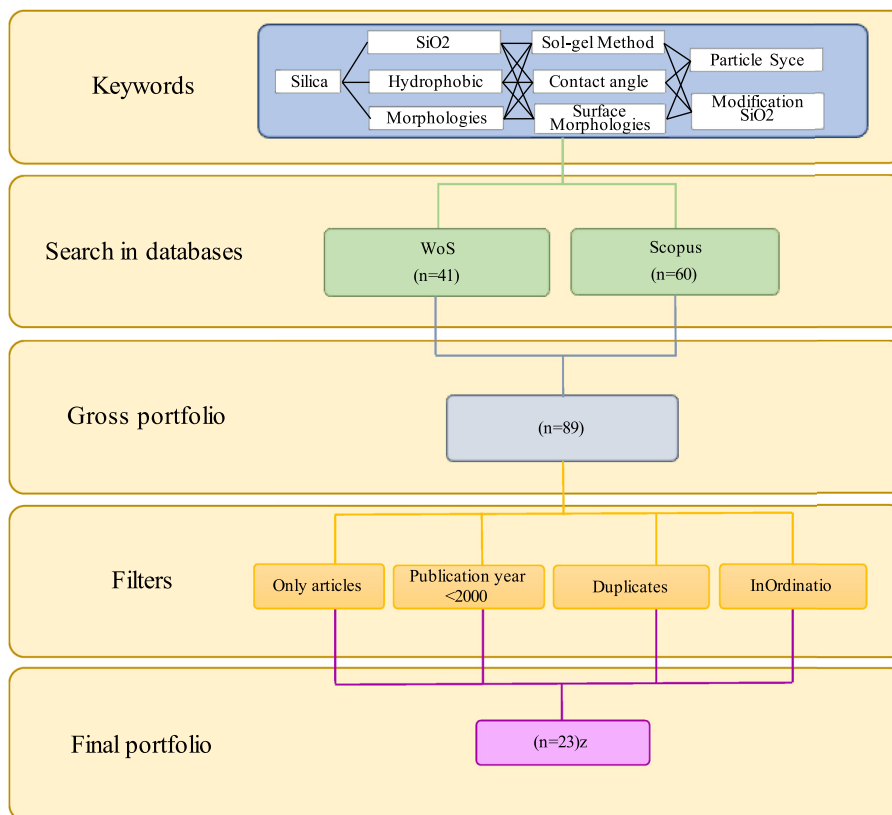 Keywords
Silica
SiO2
Hydrophobic
Morphologies
Sol-gel Method
Contact angle
Surface
Morphologies
Particle Syce
Modification
SiO2
Search in databases
WoS
(n=41)
Scopus
(n=60)
Gross portfolio
(n=89)
Filters
Only articles
Publication year
<2000
Duplicates
InOrdinatio
Final portfolio
(n=23)z